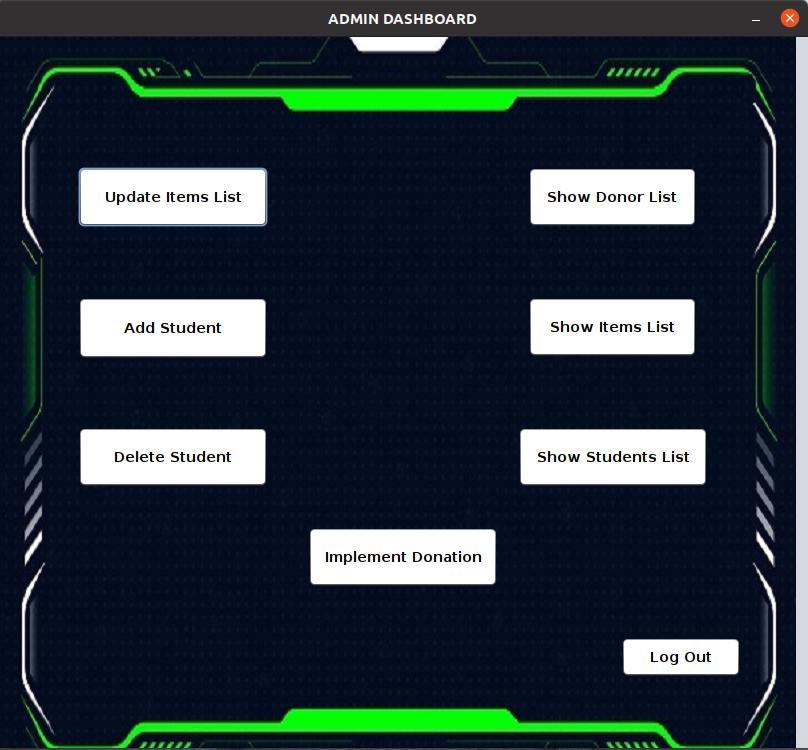 ADMIN DASHBOARD
Update Items List
Show Donor List
Add Student
Show Items List
Delete Student
Show Students List
Implement Donation
Log Out